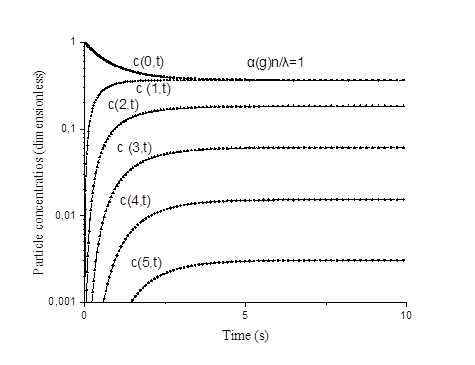 1
c(0,t)
α(g)n/λ=1
c (1,t)
c(2,t)
0,1
c (3,t)
c(4,t)
0,01
c(5,t)
0,001
0
5
10
Time (s)
Particle concentratios (dimensionless)